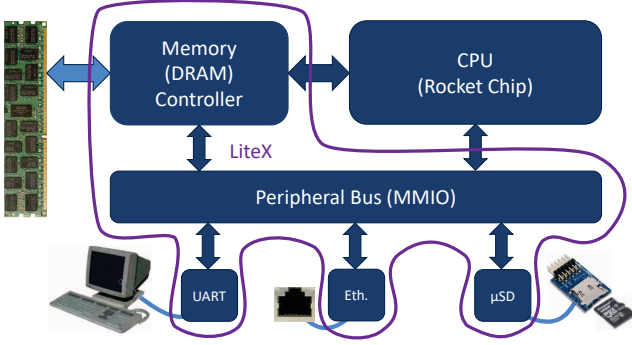 Memory
(DRAM)
Controller
CPU
(Rocket Chip)
LiteX
Peripheral Bus (MMIO)
UART
Eth.
µSD